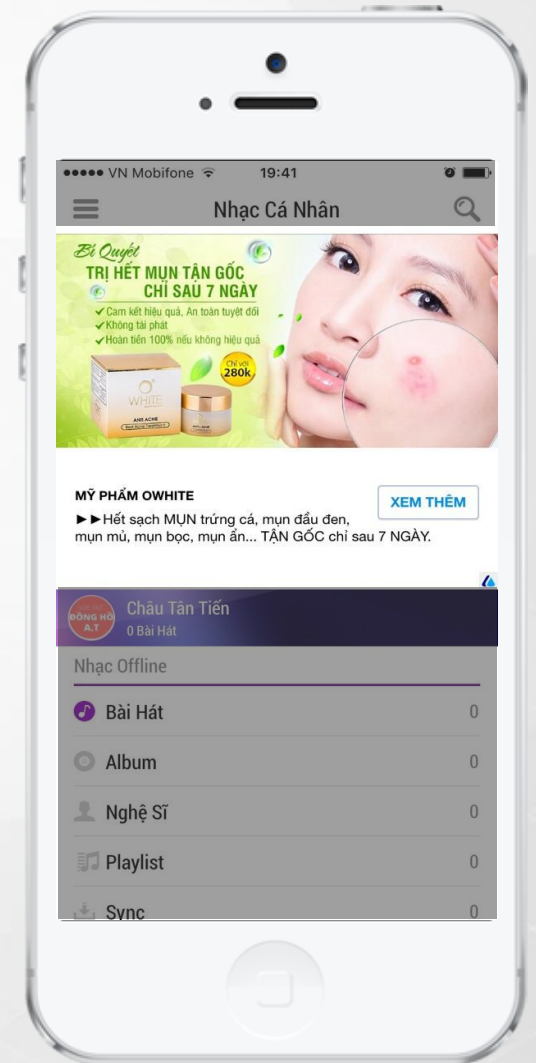 VN Mobifone 19:41
Nhạc Cá Nhân
Bí Quyết
TRỊ HẾT MỤN TẬN GỐC
CHỈ SAU 7 NGÀY
✓Cam kết hiệu quả, An toàn tuyệt đối
✓Không tái phát
✓Hoàn tiền 100% nếu không hiệu quả
Chỉ với
280k
WHITE
ANTI ACNE
MỸ PHẨM OWHITE
XEM THÊM
►►Hết sạch MỤN trứng cá, mụn đầu đen,
mụn mủ, mụn bọc, mụn ẩn... TẬN GỐC chỉ sau 7 NGÀY.
ĐỒNG HỒ
A.T
Châu Tân Tiến
0 Bài Hát
Nhạc Offline
Bài Hát 0
Album 0
Nghệ Sĩ 0
Playlist 0
Sync 0